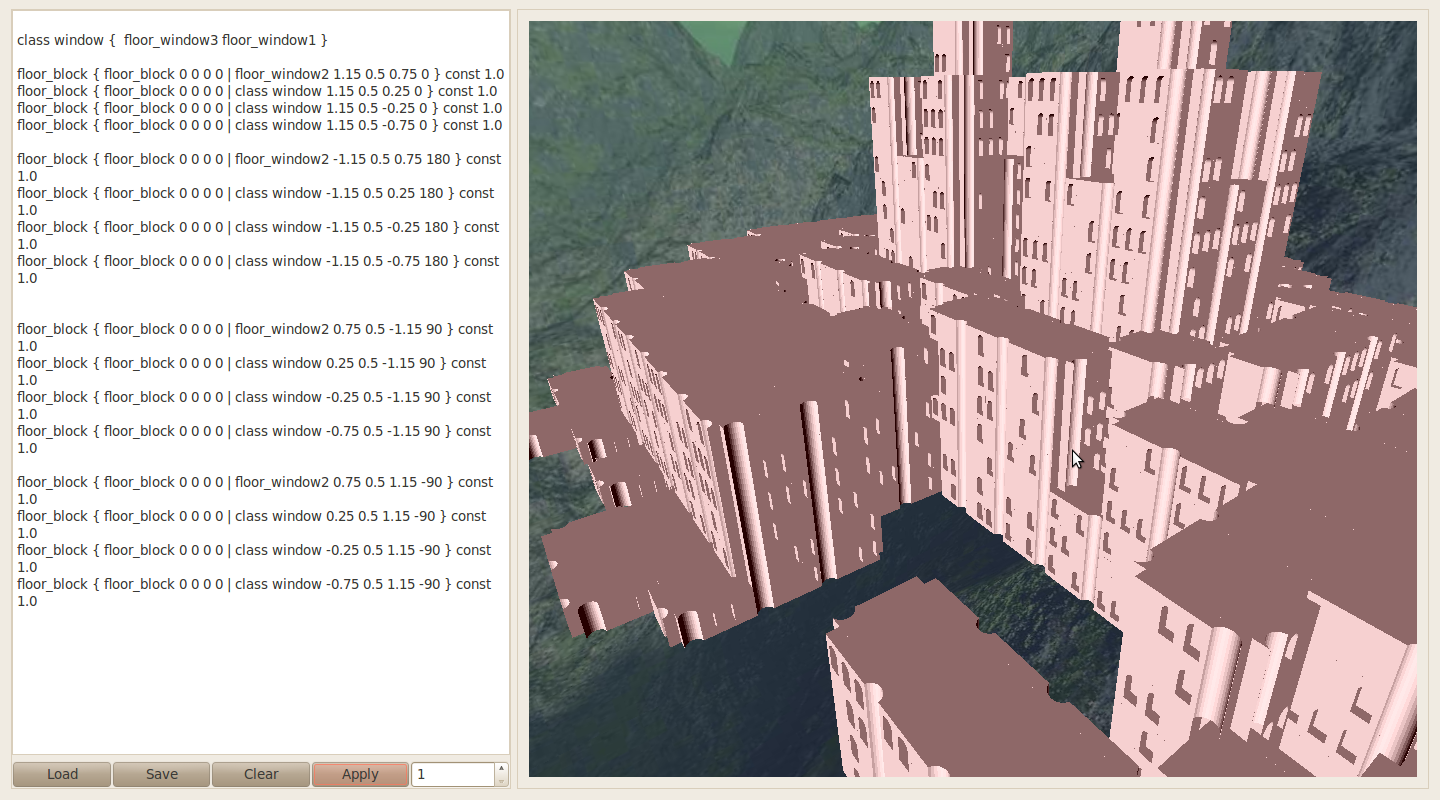 class window {  floor_window3 floor_window1 }
floor_block { floor_block 0 0 0 0 | floor_window2 1.15 0.5 0.75 0 } const 1.0
floor_block { floor_block 0 0 0 0 | class window 1.15 0.5 0.25 0 } const 1.0
floor_block { floor_block 0 0 0 0 | class window 1.15 0.5 -0.25 0 } const 1.0
floor_block { floor_block 0 0 0 0 | class window 1.15 0.5 -0.75 0 } const 1.0
floor_block { floor_block 0 0 0 0 | floor_window2 -1.15 0.5 0.75 180 } const
1.0
floor_block { floor_block 0 0 0 0 | class window -1.15 0.5 0.25 180 } const
1.0
floor_block { floor_block 0 0 0 0 | class window -1.15 0.5 -0.25 180 } const
1.0
floor_block { floor_block 0 0 0 0 | class window -1.15 0.5 -0.75 180 } const
1.0
floor_block { floor_block 0 0 0 0 | floor_window2 0.75 0.5 -1.15 90 } const
1.0
floor_block { floor_block 0 0 0 0 | class window 0.25 0.5 -1.15 90 } const
1.0
floor_block { floor_block 0 0 0 0 | class window -0.25 0.5 -1.15 90 } const
1.0
floor_block { floor_block 0 0 0 0 | class window -0.75 0.5 -1.15 90 } const
1.0
floor_block { floor_block 0 0 0 0 | floor_window2 0.75 0.5 1.15 -90 } const
1.0
floor_block { floor_block 0 0 0 0 | class window 0.25 0.5 1.15 -90 } const
1.0
floor_block { floor_block 0 0 0 0 | class window -0.25 0.5 1.15 -90 } const
1.0
floor_block { floor_block 0 0 0 0 | class window -0.75 0.5 1.15 -90 } const
1.0
Load Save Clear Apply 1